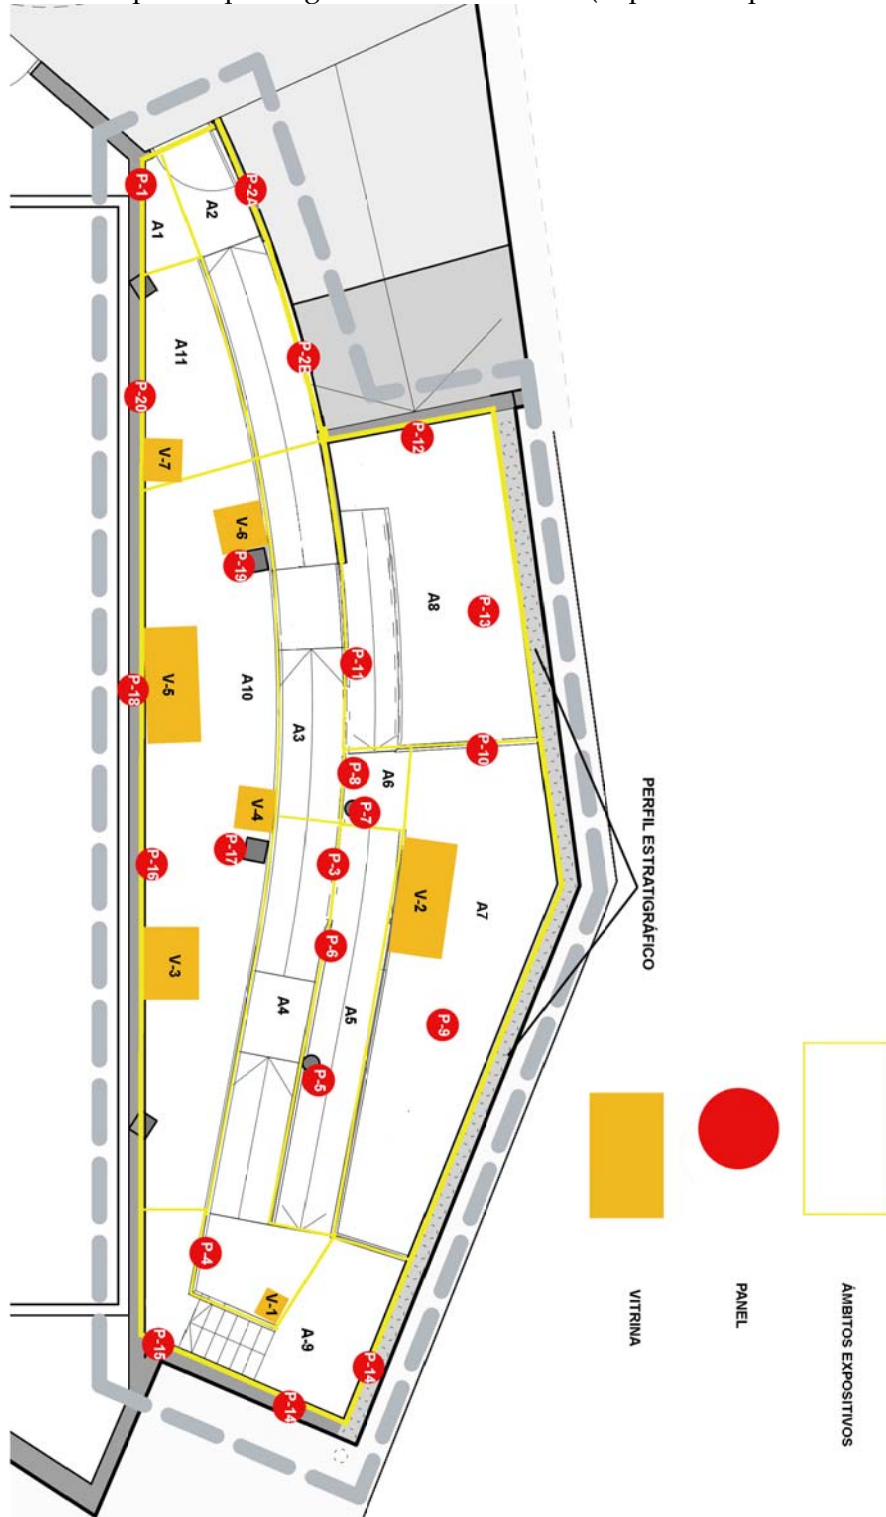 P-1
P-2A
A2
A1
A11
P-2B
P-20
P-12
V-7
V-6
P-19
A8
P-13
P-11
V-5
A10
P-18
A3
P-10
P-8
A6
P-7
V-4
P-17
P-16
P-3
V-2
A7
P-6
V-3
A4
A5
P-9
P-5
P-4
V-1
A-9
P-15
P-14
P-14
PERFIL ESTRATIGRÁFICO
VITRINA
PANEL
ÁMBITOS EXPOSITIVOS